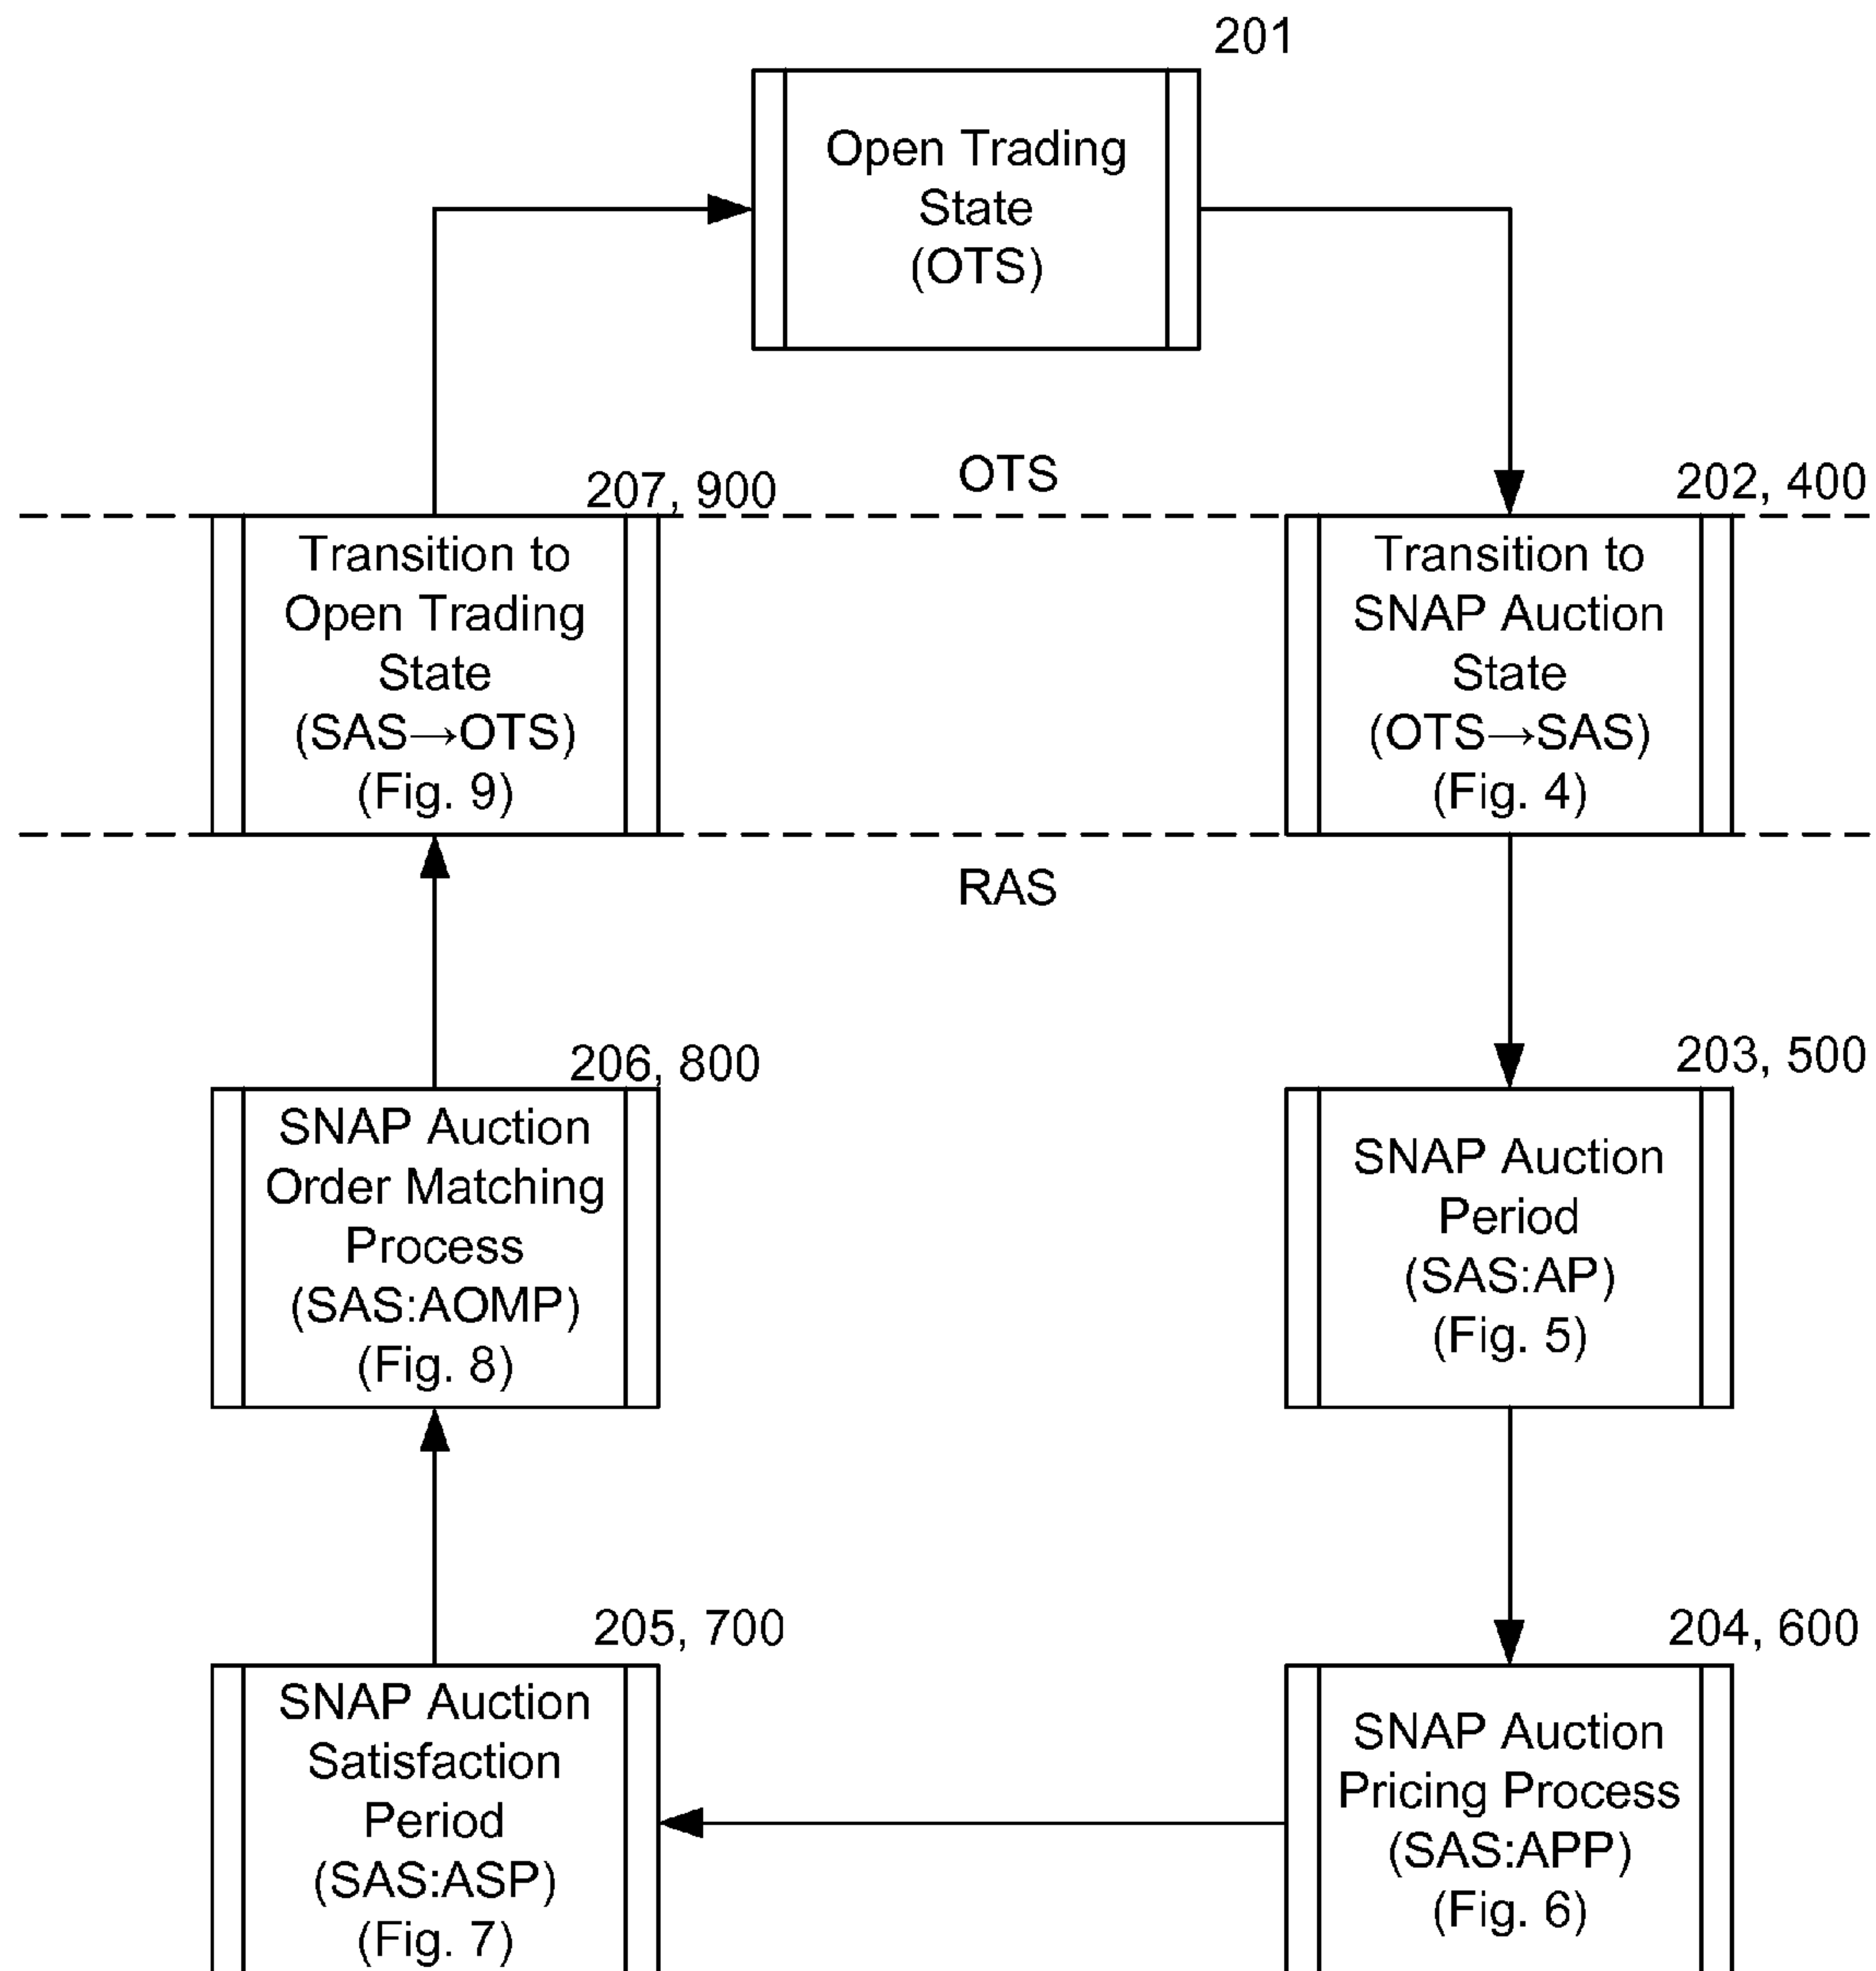 201
Open Trading
State
(OTS)
OTS
207, 900
Transition to
Open Trading
State
(SAS→OTS)
(Fig. 9)
202, 400
Transition to
SNAP Auction
State
(OTS→SAS)
(Fig. 4)
RAS
206, 800
SNAP Auction
Order Matching
Process
(SAS:AOMP)
(Fig. 8)
203, 500
SNAP Auction
Period
(SAS:AP)
(Fig. 5)
205, 700
SNAP Auction
Satisfaction
Period
(SAS:ASP)
(Fig. 7)
204, 600
SNAP Auction
Pricing Process
(SAS:APP)
(Fig. 6)